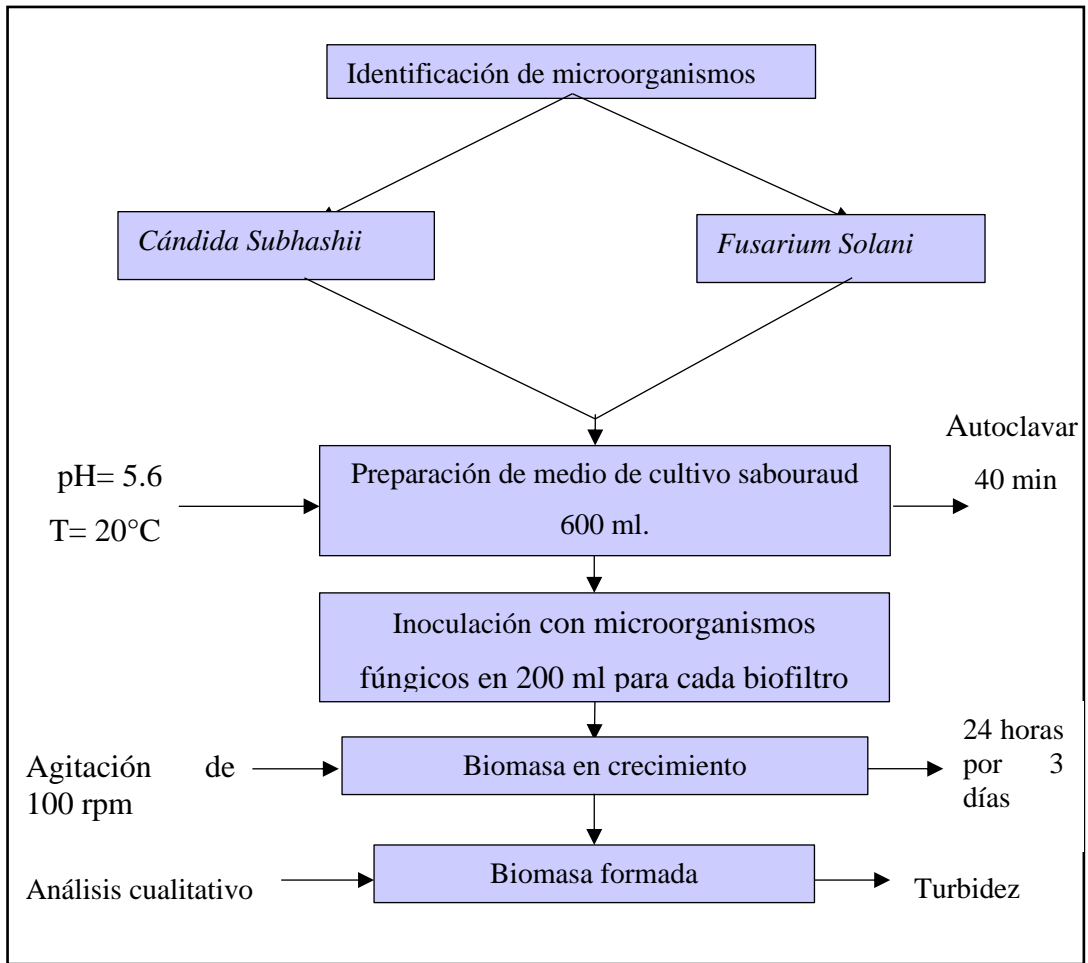 Identificación de microorganismos
Cándida Subhashii
Fusarium Solani
Autoclavar
40 min
pH= 5.6
T= 20°C
Preparación de medio de cultivo sabouraud
600 ml.
Inoculación con microorganismos
fúngicos en 200 ml para cada biofiltro
Agitación de
100 rpm
Biomasa en crecimiento
24 horas
por 3
días
Análisis cualitativo
Biomasa formada
Turbidez